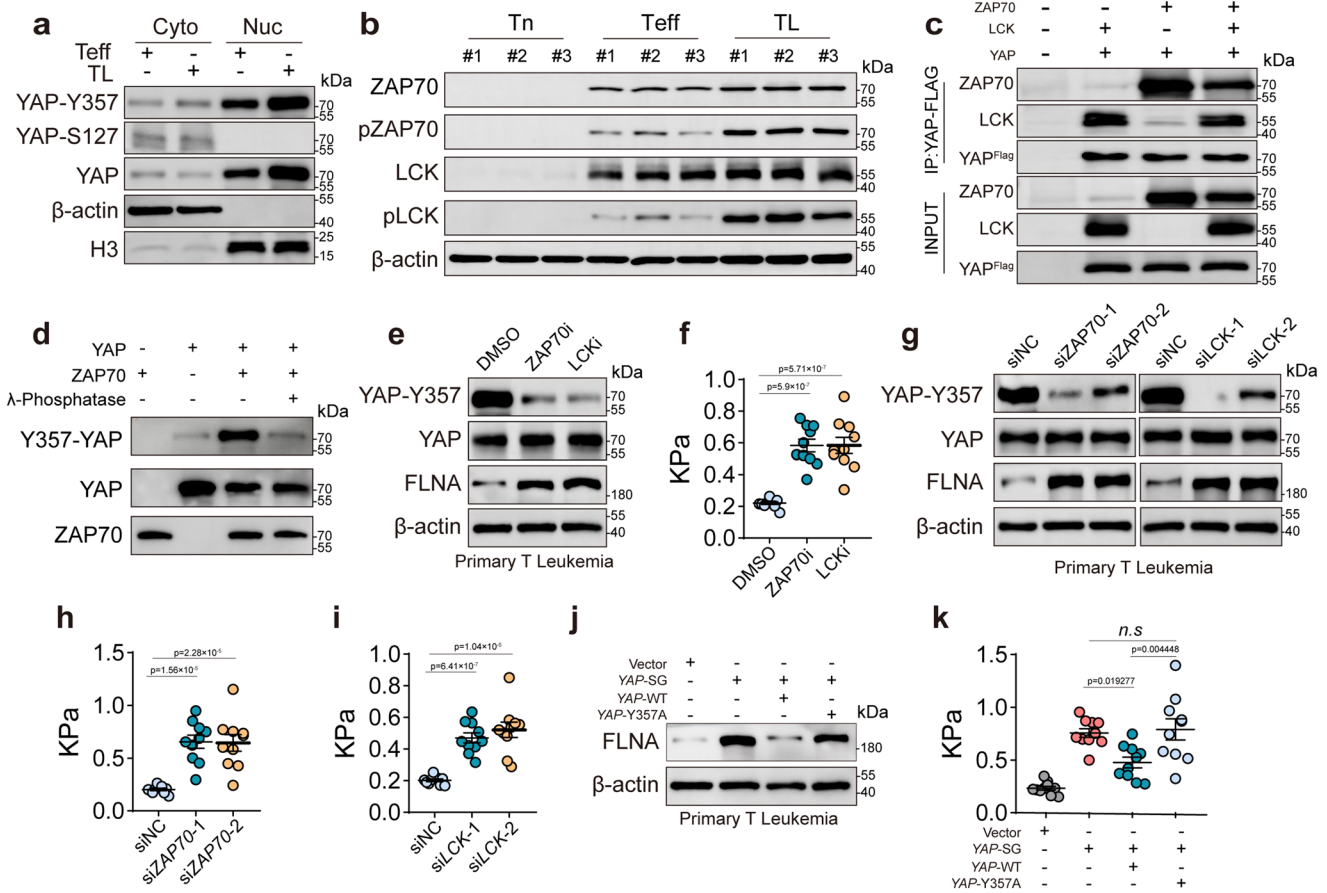 a
Cyto Nuc
Teff + - + -
TL - + - +
kDa
YAP-Y357 -70 -55
YAP-S127 -70 -55
YAP -70 -55
β-actin -55 -40
H3 -25 -15
b
Tn Teff TL
#1 #2 #3 #1 #2 #3 #1 #2 #3 kDa
ZAP70 -70 -55
pZAP70 -70 -55
LCK -55 -40
pLCK -55 -40
β-actin -55 -40
c
ZAP70 - - + +
LCK - + - +
YAP - + + +
kDa
IP:YAP-FLAG
ZAP70 -70 -55
LCK -55 -40
YAPFlag -70 -55
INPUT
ZAP70 -70 -55
LCK -55 -40
YAPFlag -70 -55
d
YAP - + + +
ZAP70 + - + +
λ-Phosphatase - - - +
kDa
Y357-YAP -70 -55
YAP -70 -55
ZAP70 -70 -55
e
DMSO ZAP70i LCKi kDa
YAP-Y357 -70 -55
YAP -70 -55
FLNA -180
β-actin -55 -40
Primary T Leukemia
f
p=5.71×10-7
p=5.9×10-7
KPa
1.0
0.8
0.6
0.4
0.2
0.0
DMSO ZAP70i LCKi
g
siNC siZAP70-1 siZAP70-2 siNC siLCK-1 siLCK-2
kDa
YAP-Y357 -70 -55
YAP -70 -55
FLNA -180
β-actin -55 -40
Primary T Leukemia
h
p=2.28×10-5
p=1.56×10-5
KPa
1.5
1.0
0.5
0.0
siNC siZAP70-1 siZAP70-2
i
p=1.04×10-5
p=6.41×10-7
KPa
1.0
0.8
0.6
0.4
0.2
0.0
siNC siLCK-1 siLCK-2
j
Vector + - - -
YAP-SG - + + +
YAP-WT - - + -
YAP-Y357A - - - +
kDa
FLNA -180
β-actin -55 -40
Primary T Leukemia
k
n.s
p=0.004448
p=0.019277
KPa
1.5
1.0
0.5
0.0
Vector + - - -
YAP-SG - + + +
YAP-WT - - + -
YAP-Y357A - - - +